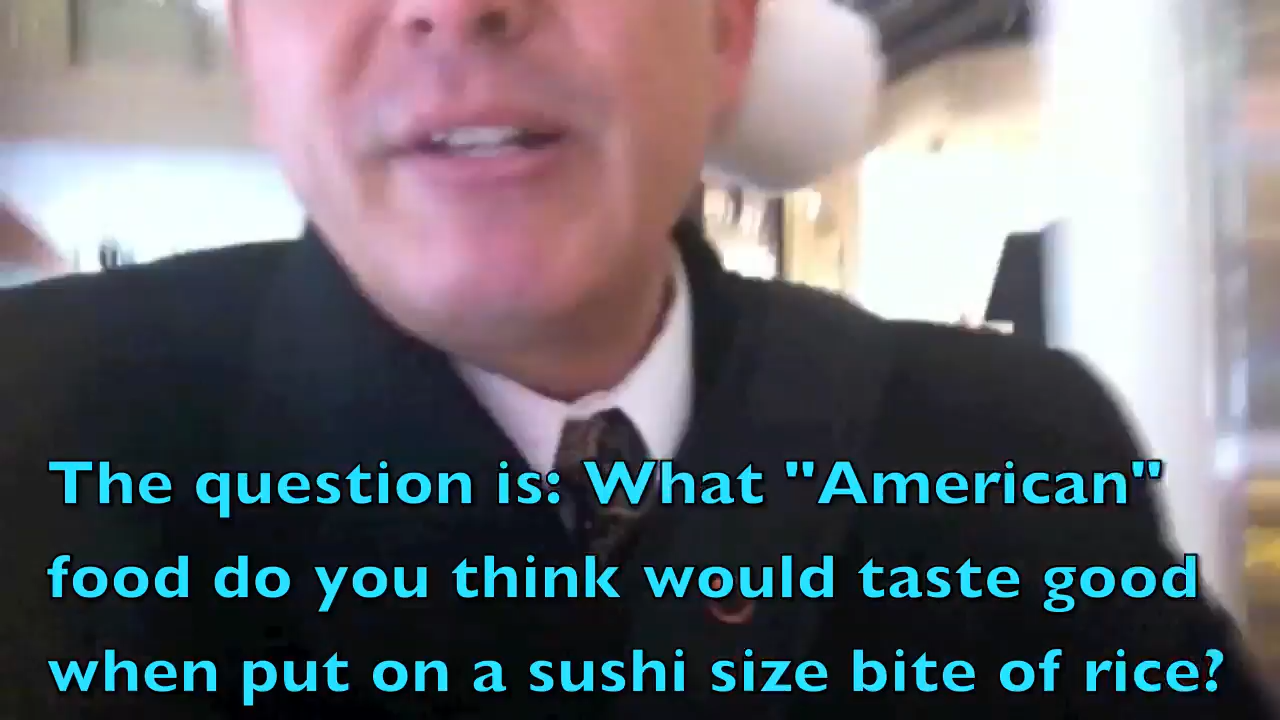 The question is: What "American"
food do you think would taste good
when put on a sushi size bite of rice?